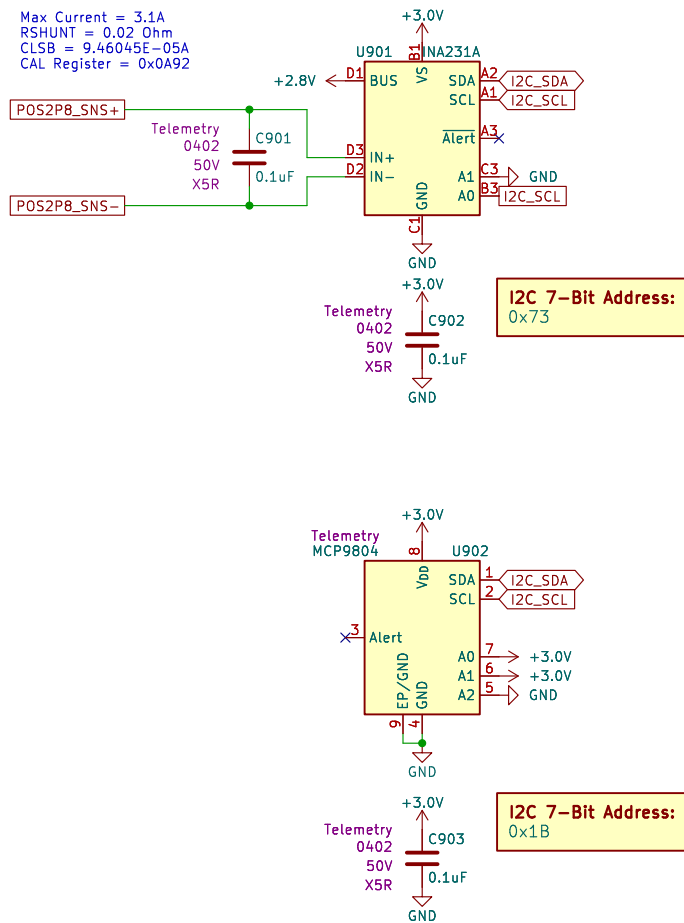 Max Current = 3.1A
RSHUNT = 0.02 Ohm
CLSB = 9.46045E-05A
CAL Register = 0x0A92
+3.0V
U901
B1
INA231A
VS
+2.8V
D1
BUS
SDA
A2
I2C_SDA
SCL
A1
I2C_SCL
POS2P8_SNS+
Telemetry
0402
50V
X5R
C901
0.1uF
Alert
A3
D3
IN+
D2
IN-
A1
C3
GND
A0
B3
I2C_SCL
POS2P8_SNS-
GND
C1
GND
+3.0V
Telemetry
0402
50V
X5R
C902
0.1uF
GND
I2C 7-Bit Address:
0x73
+3.0V
Telemetry
MCP9804
8
U902
VDD
SDA
1
I2C_SDA
SCL
2
I2C_SCL
3
Alert
A0
7
+3.0V
A1
6
+3.0V
A2
5
GND
EP/GND
GND
9
4
GND
+3.0V
Telemetry
0402
50V
X5R
C903
0.1uF
GND
I2C 7-Bit Address:
0x1B